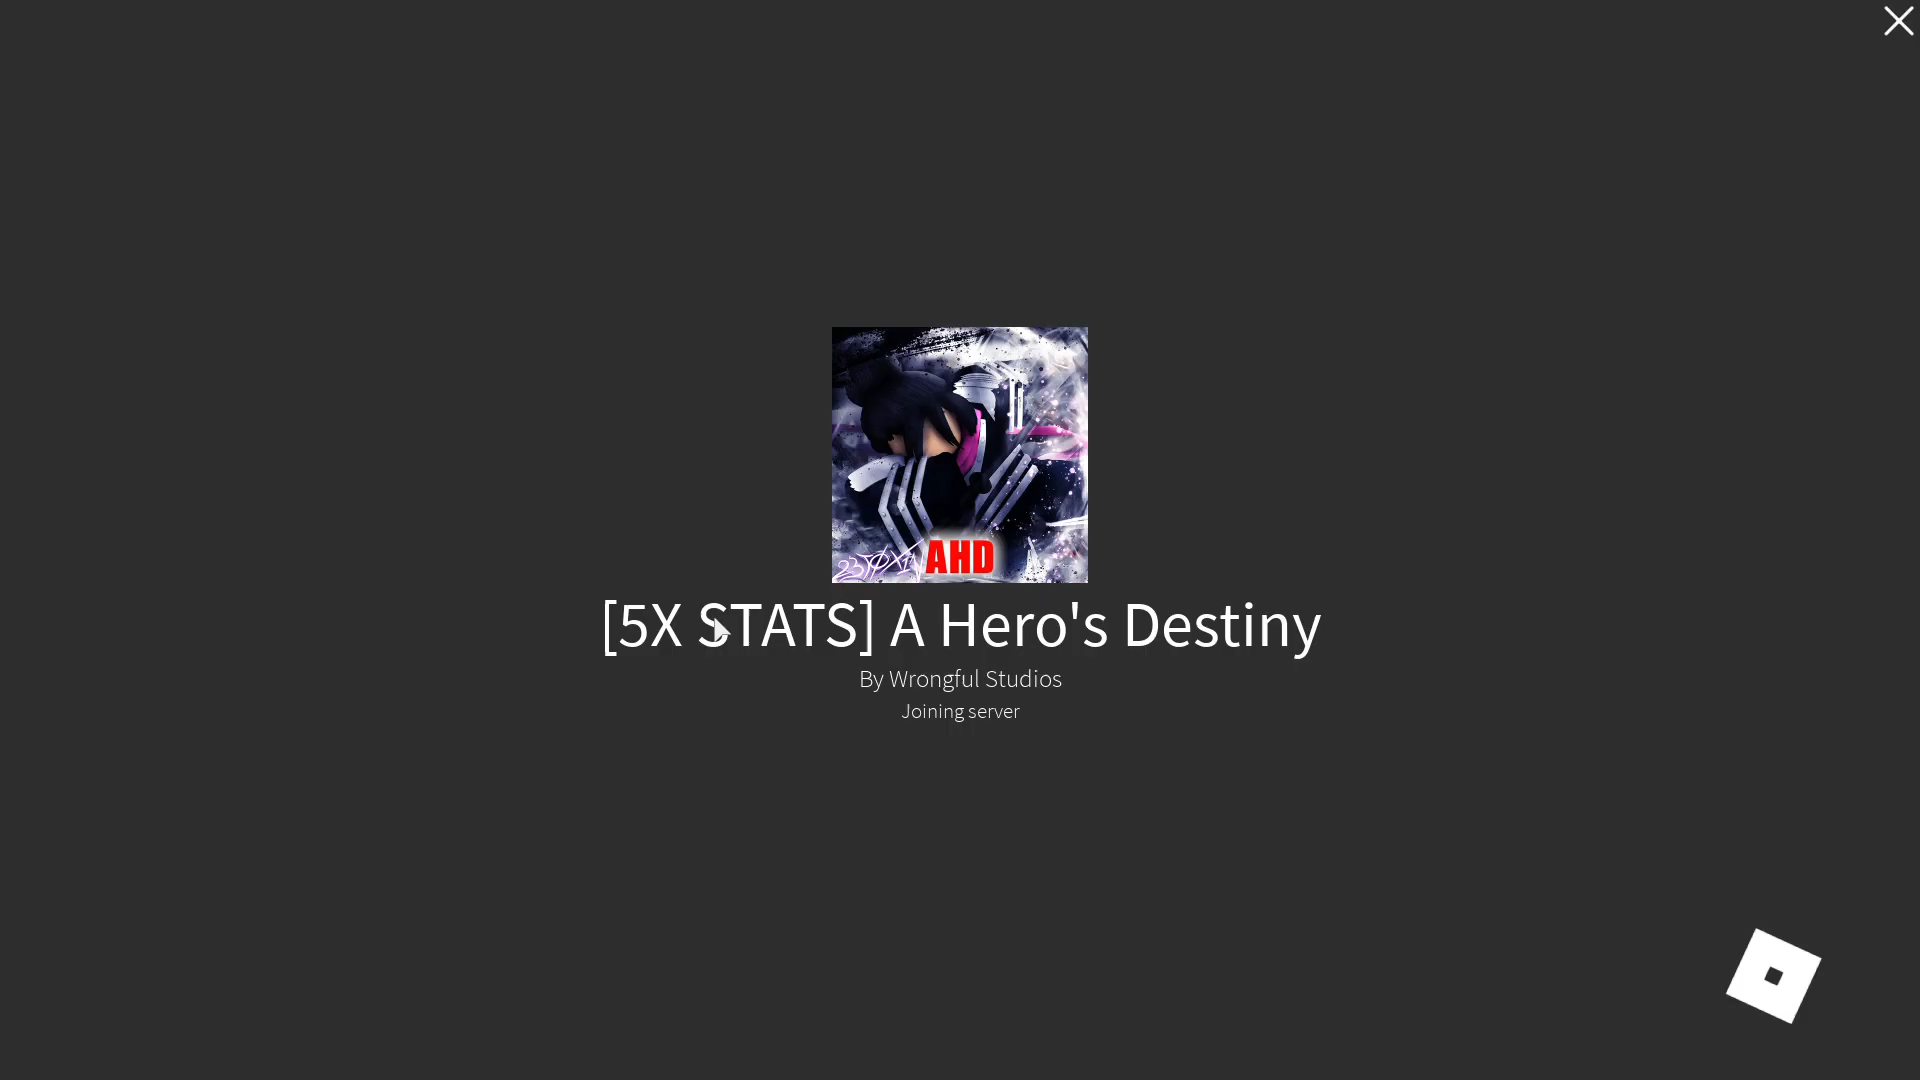 AHD
[5X STATS] A Hero's Destiny
By Wrongful Studios
Joining server